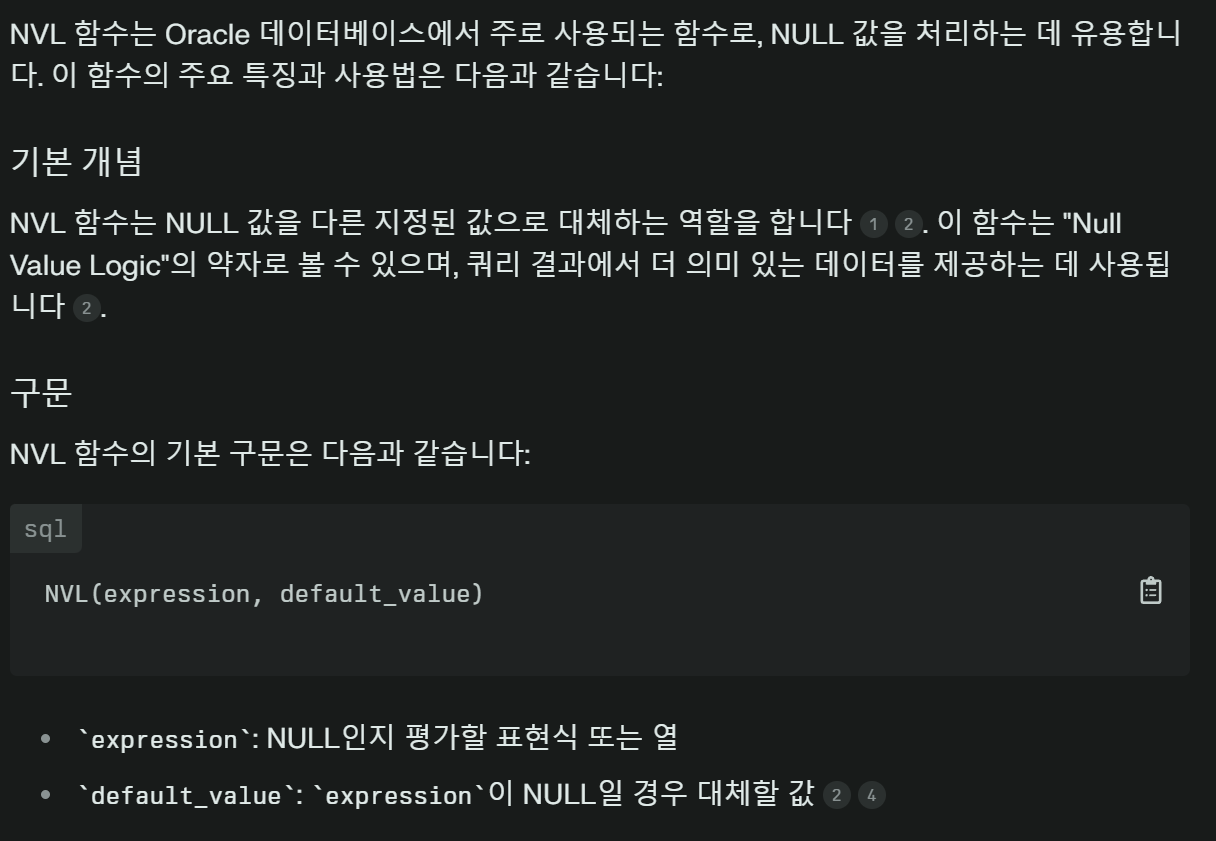 NVL 함수는 Oracle 데이터베이스에서 주로 사용되는 함수로, NULL 값을 처리하는 데 유용합니
다. 이 함수의 주요 특징과 사용법은 다음과 같습니다:
기본 개념
NVL 함수는 NULL 값을 다른 지정된 값으로 대체하는 역할을 합니다 1 2. 이 함수는 "Null
Value Logic"의 약자로 볼 수 있으며, 쿼리 결과에서 더 의미 있는 데이터를 제공하는 데 사용됩
니다 2.
구문
NVL 함수의 기본 구문은 다음과 같습니다:
sql
NVL(expression, default_value)
• `expression`: NULL인지 평가할 표현식 또는 열
• `default_value`: `expression`이 NULL일 경우 대체할 값 2 4